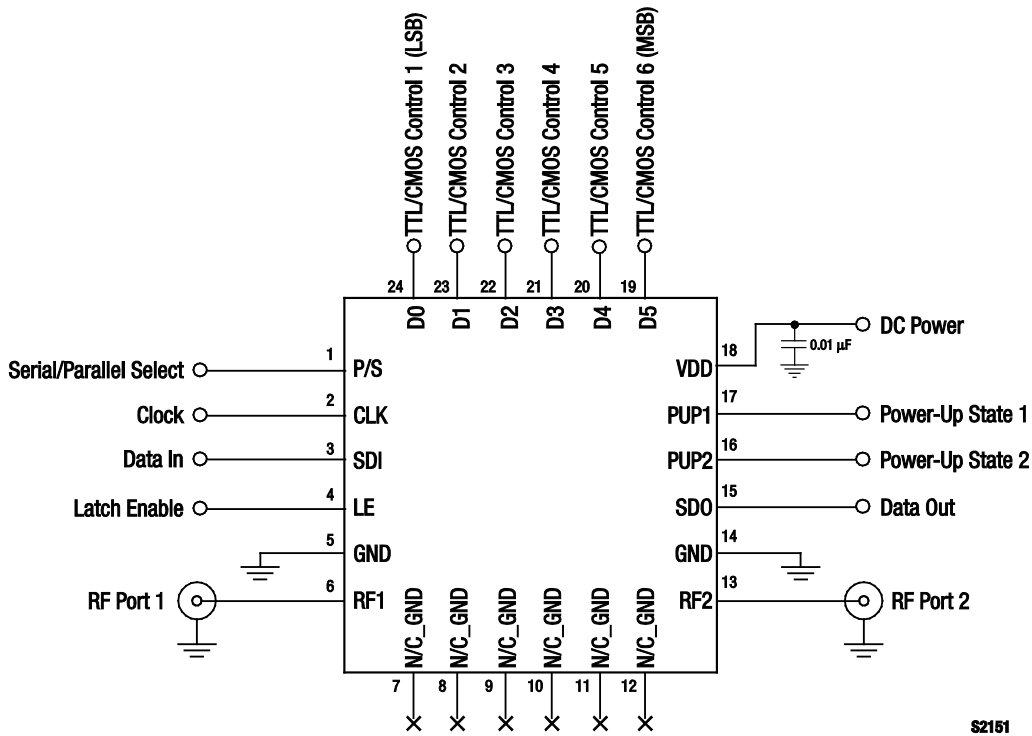 TTL/CMOS Control 1 (LSB)
TTL/CMOS Control 2
TTL/CMOS Control 3
TTL/CMOS Control 4
TTL/CMOS Control 5
TTL/CMOS Control 6 (MSB)
24 23 22 21 20 19
D0 D1 D2 D3 D4 D5
Serial/Parallel Select 1 P/S
Clock 2 CLK
Data In 3 SDI
Latch Enable 4 LE
5 GND
RF Port 1 6 RF1
DC Power
0.01 µF
VDD 18
PUP1 17 Power-Up State 1
PUP2 16 Power-Up State 2
SDO 15 Data Out
GND 14
RF2 13 RF Port 2
N/C_GND N/C_GND N/C_GND N/C_GND N/C_GND N/C_GND
7 8 9 10 11 12
S2151